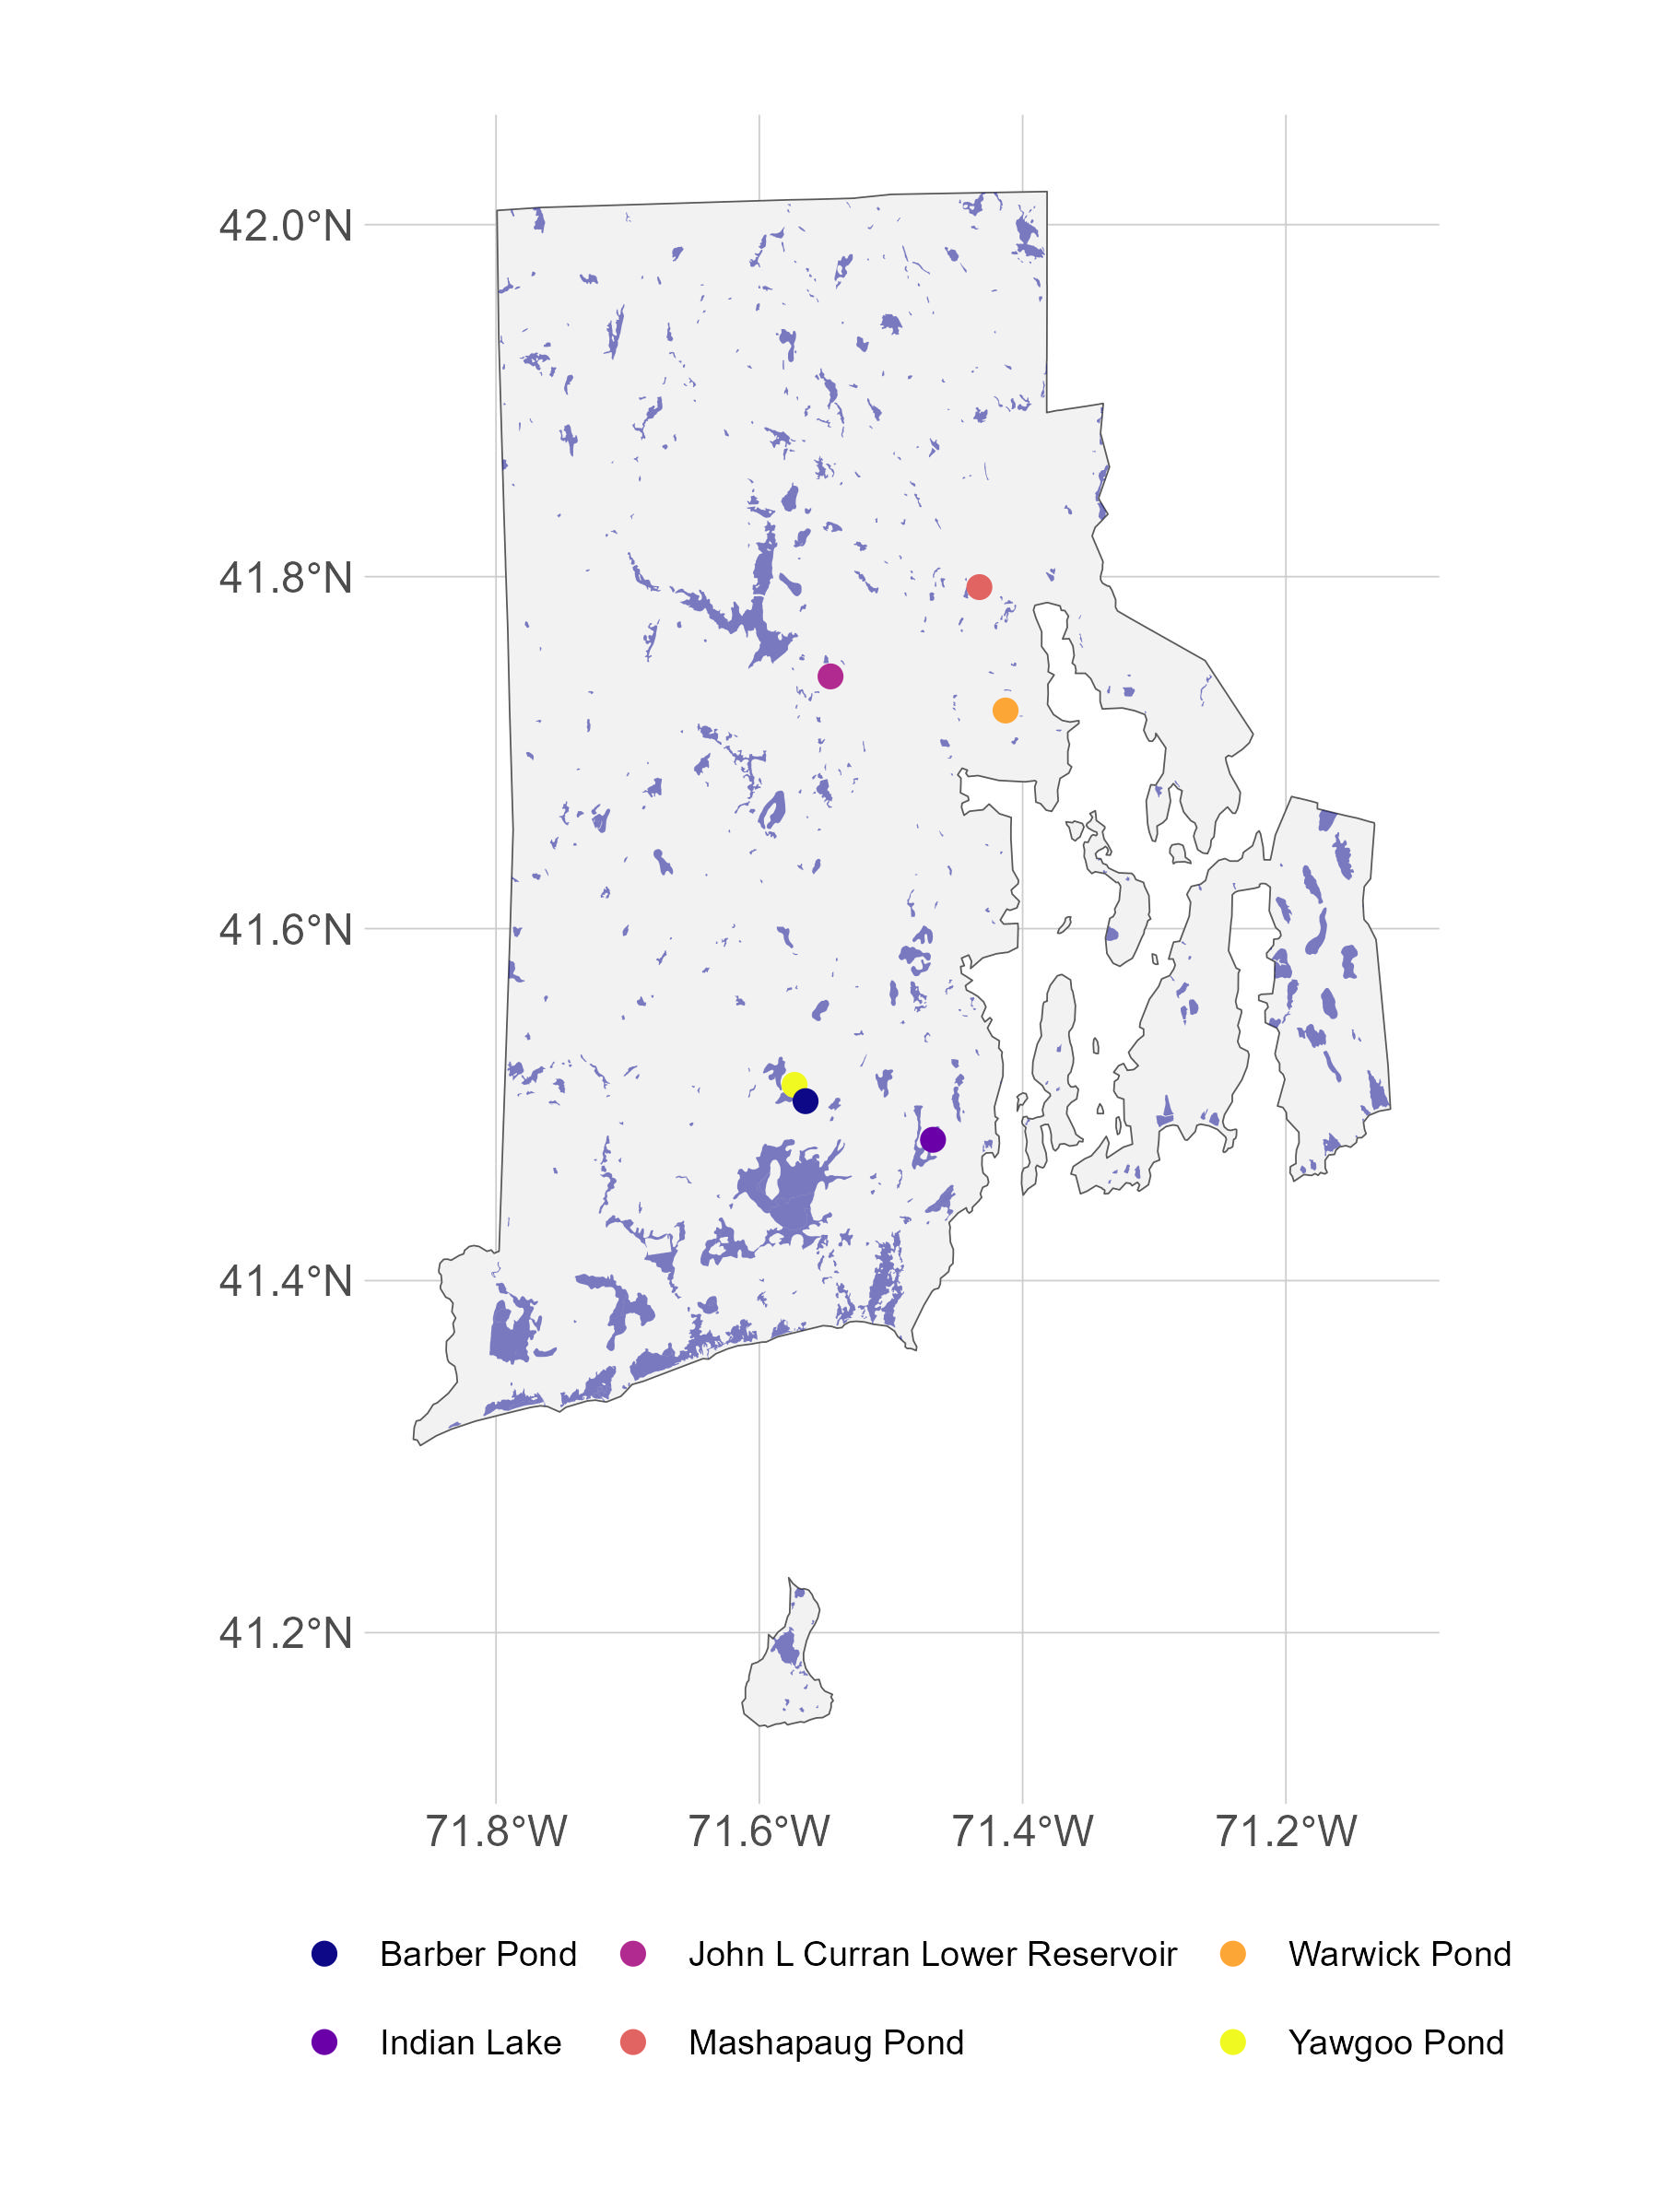 42.0°N
41.8°N
41.6°N
41.4°N
41.2°N
71.8°W 71.6°W 71.4°W 71.2°W
Barber Pond John L Curran Lower Reservoir Warwick Pond
Indian Lake Mashapaug Pond Yawgoo Pond